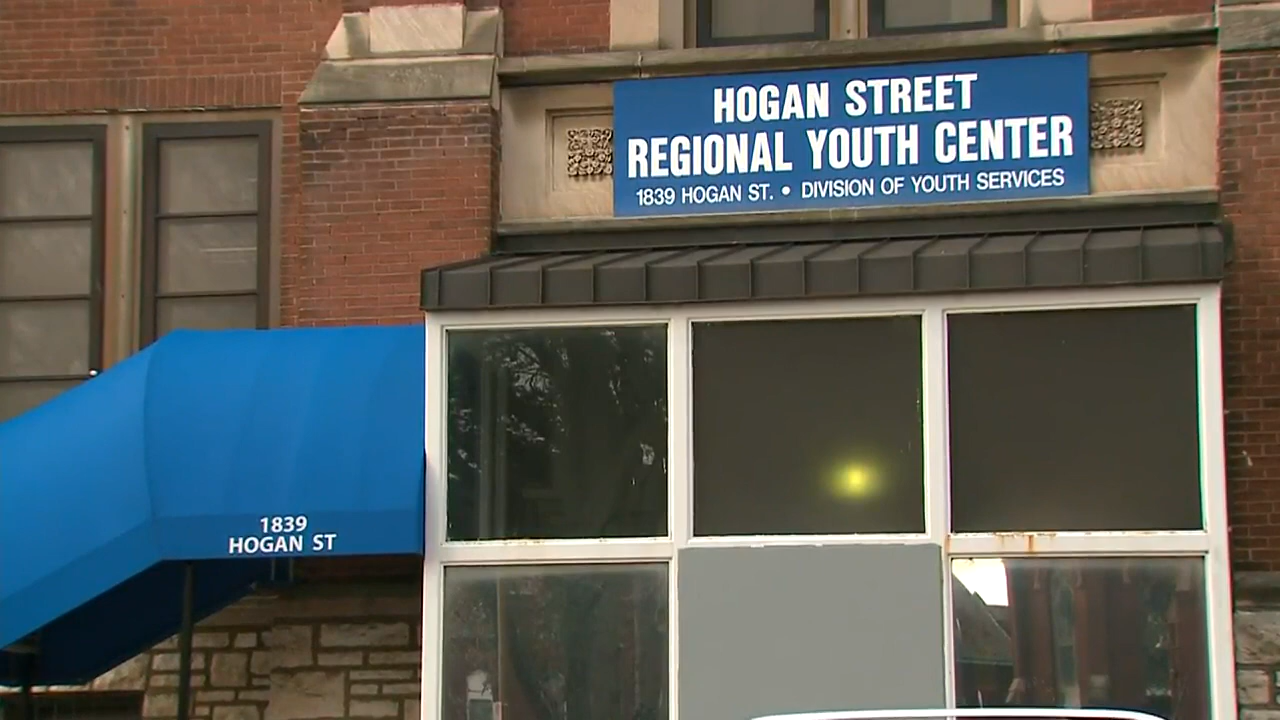 HOGAN STREET
REGIONAL YOUTH CENTER
1839 HOGAN ST. • DIVISION OF YOUTH SERVICES
1839
HOGAN ST